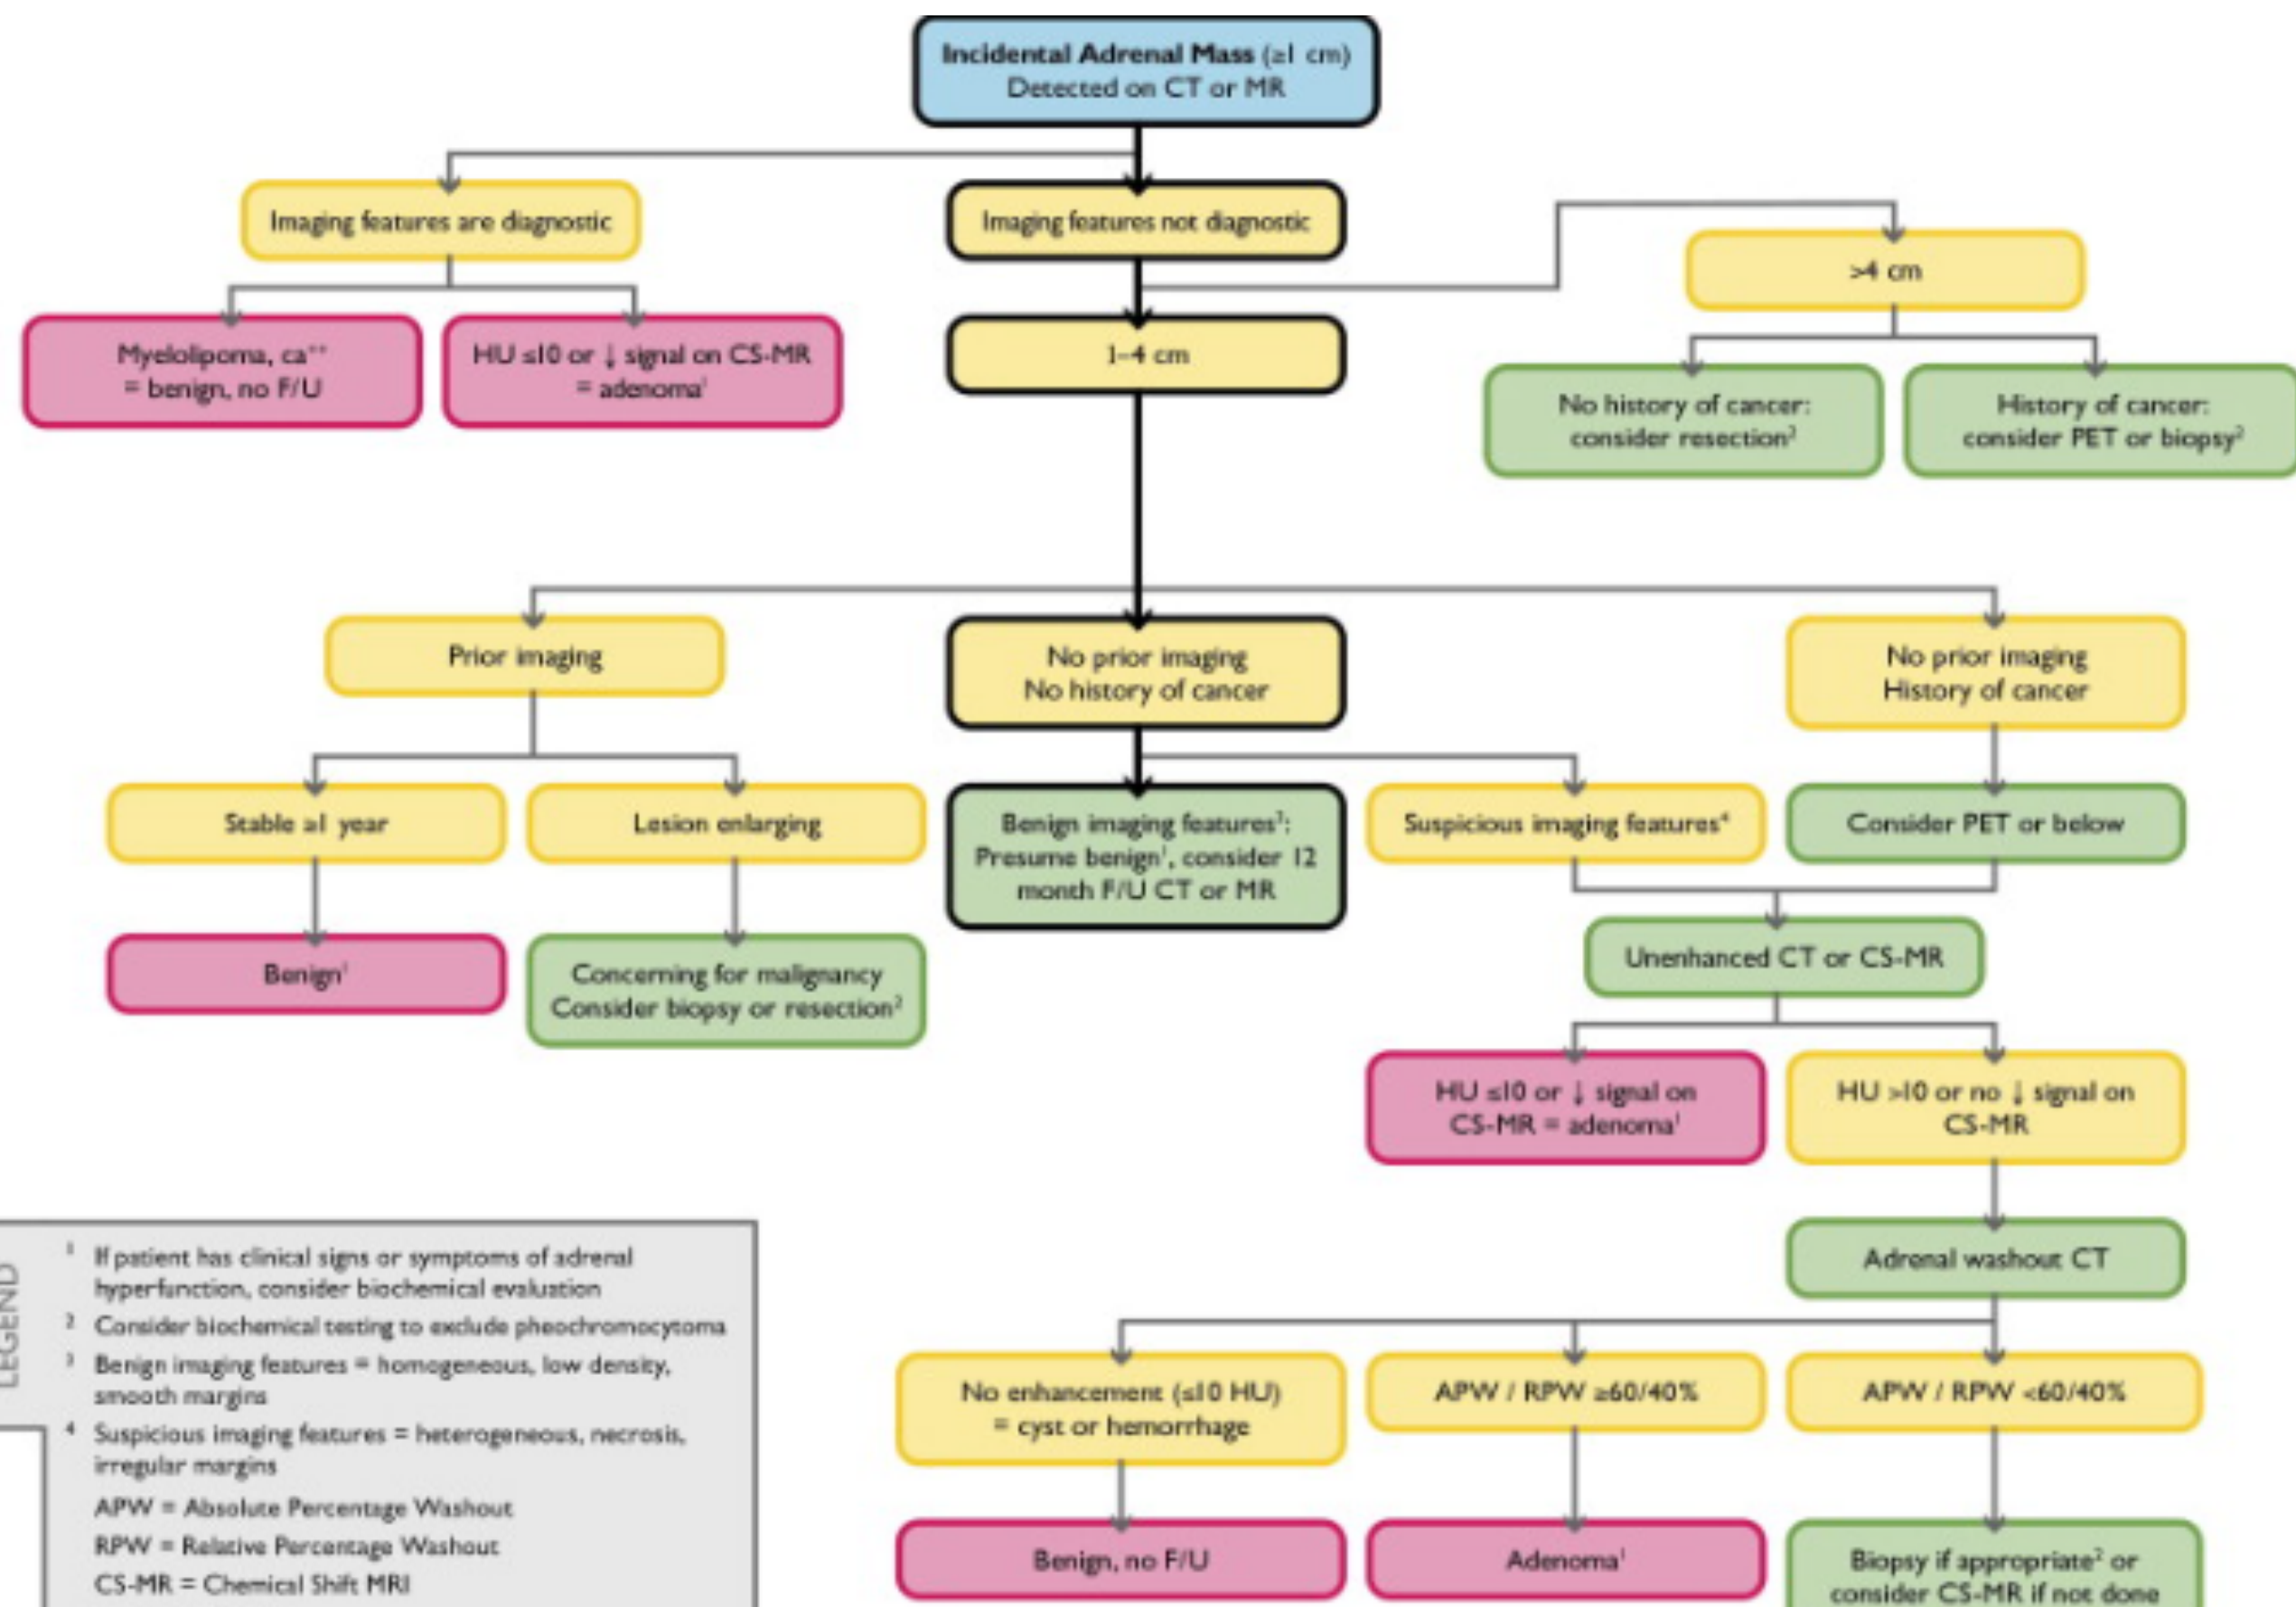 Incidental Adrenal Mass (≥1 cm)
Detected on CT or MR
Imaging features are diagnostic
Imaging features not diagnostic
>4 cm
Myelolipoma, ca⁺⁺
= benign, no F/U
HU ≤10 or ↓ signal on CS-MR
= adenoma¹
1–4 cm
No history of cancer:
consider resection²
History of cancer:
consider PET or biopsy²
Prior imaging
No prior imaging
No history of cancer
No prior imaging
History of cancer
Stable ≥1 year
Lesion enlarging
Benign imaging features³:
Presume benign¹, consider 12
month F/U CT or MR
Suspicious imaging features⁴
Consider PET or below
Benign¹
Concerning for malignancy
Consider biopsy or resection²
Unenhanced CT or CS-MR
HU ≤10 or ↓ signal on
CS-MR = adenoma¹
HU >10 or no ↓ signal on
CS-MR
Adrenal washout CT
No enhancement (≤10 HU)
= cyst or hemorrhage
APW / RPW ≥60/40%
APW / RPW <60/40%
Benign, no F/U
Adenoma¹
Biopsy if appropriate² or
consider CS-MR if not done
LEGEND
¹ If patient has clinical signs or symptoms of adrenal
hyperfunction, consider biochemical evaluation
² Consider biochemical testing to exclude pheochromocytoma
³ Benign imaging features = homogeneous, low density,
smooth margins
⁴ Suspicious imaging features = heterogeneous, necrosis,
irregular margins
APW = Absolute Percentage Washout
RPW = Relative Percentage Washout
CS-MR = Chemical Shift MRI